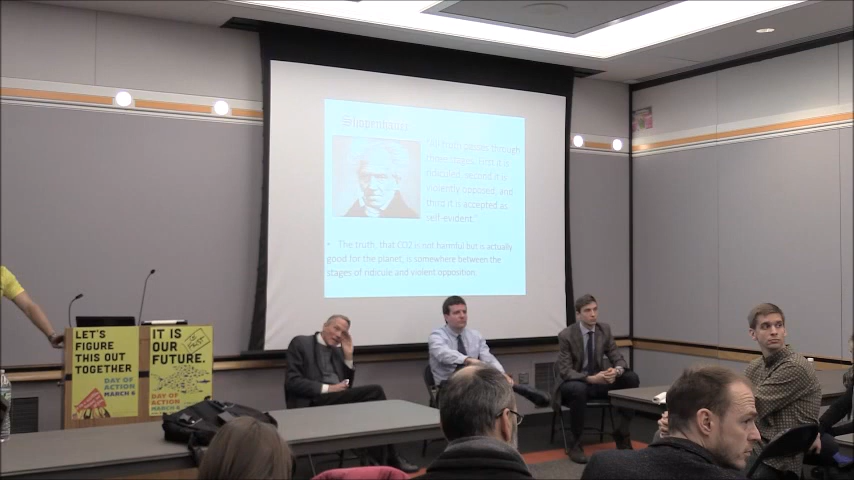 "All truth passes through
three stages. First it is
ridiculed, second it is
violently opposed, and
third it is accepted as
self-evident."
• The truth, that CO2 is not harmful but is actually
good for the planet, is somewhere between the
stages of ridicule and violent opposition.
LET'S
FIGURE
THIS OUT
TOGETHER
DAY OF
ACTION
MARCH 4
IT IS
OUR
FUTURE.
DAY OF
ACTION
MARCH 4